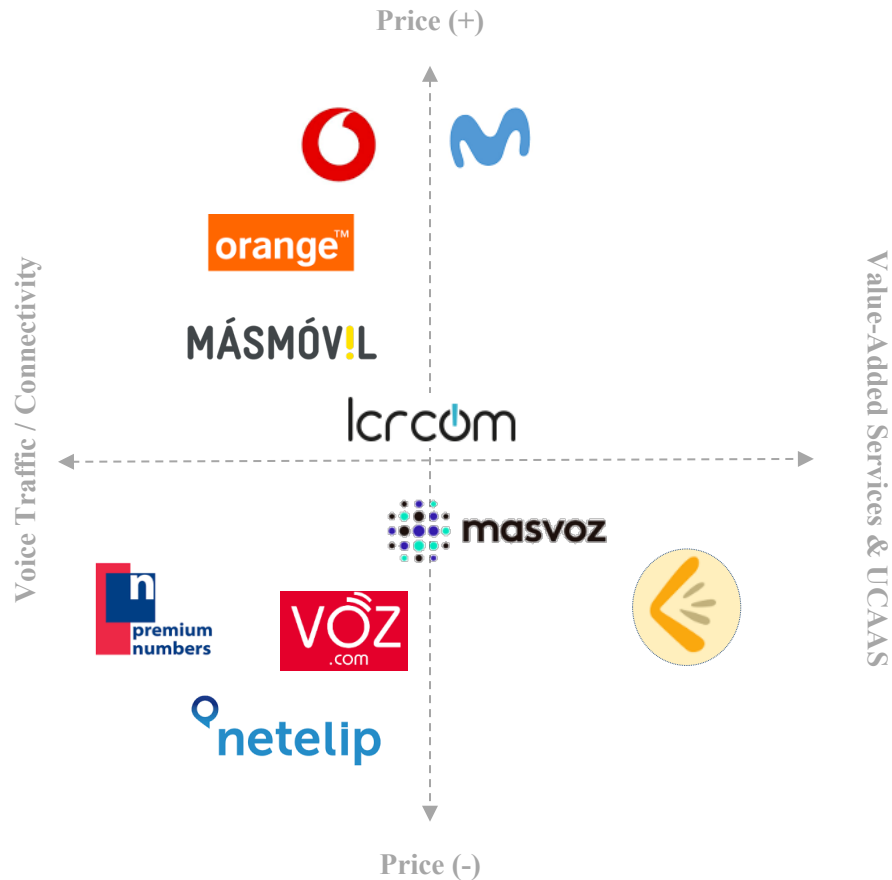 Price (+)
orange™
MÁSMÓV!L
Voice Traffic / Connectivity
Value-Added Services & UCAAS
lcrcom
masvoz
n
premium
numbers
VOZ
.com
netelip
Price (-)